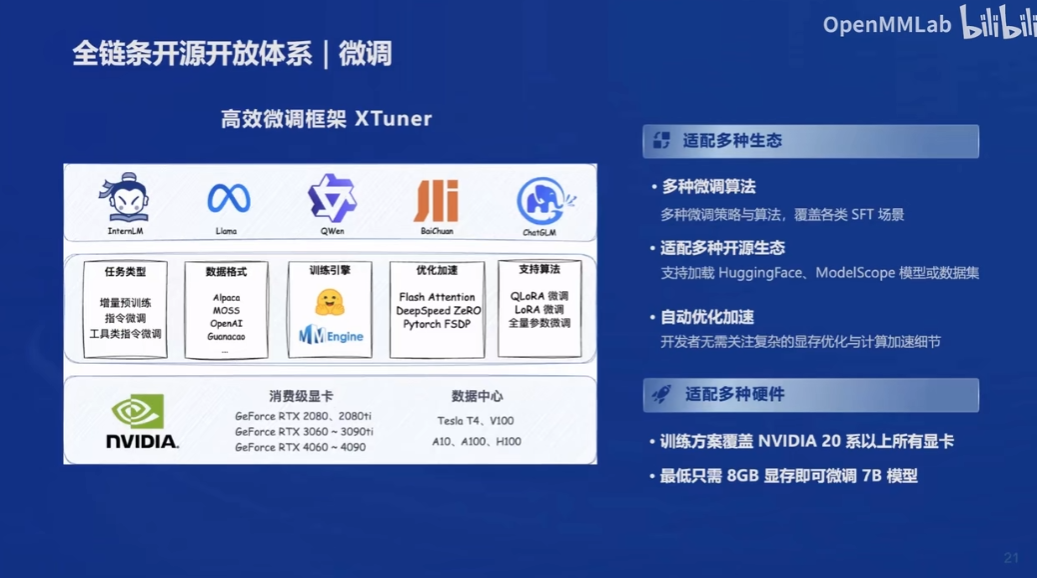 OpenMMLab bilibili
全链条开源开放体系 | 微调
高效微调框架 XTuner
InternLM
Llama
QWen
BaiChuan
ChatGLM
任务类型
增量预训练
指令微调
工具类指令微调
数据格式
Alpaca
MOSS
OpenAI
Guanacao
...
训练引擎
MMEngine
优化加速
Flash Attention
DeepSpeed ZeRO
Pytorch FSDP
支持算法
QLoRA 微调
LoRA 微调
全量参数微调
NVIDIA.
消费级显卡
GeForce RTX 2080、2080ti
GeForce RTX 3060 ~ 3090ti
GeForce RTX 4060 ~ 4090
数据中心
Tesla T4、V100
A10、A100、H100
适配多种生态
• 多种微调算法
多种微调策略与算法，覆盖各类 SFT 场景
• 适配多种开源生态
支持加载 HuggingFace、ModelScope 模型或数据集
• 自动优化加速
开发者无需关注复杂的显存优化与计算加速细节
适配多种硬件
• 训练方案覆盖 NVIDIA 20 系以上所有显卡
• 最低只需 8GB 显存即可微调 7B 模型
21